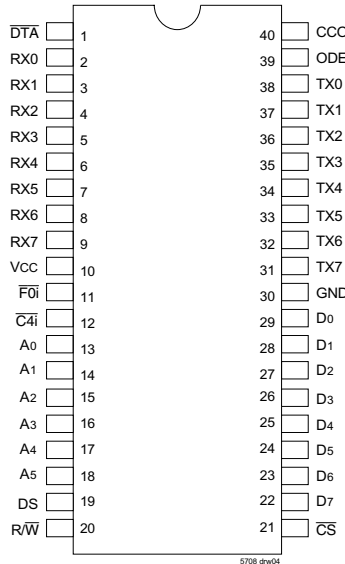 D̅T̅A̅ 1 40 CCO
RX0 2 39 ODE
RX1 3 38 TX0
RX2 4 37 TX1
RX3 5 36 TX2
RX4 6 35 TX3
RX5 7 34 TX4
RX6 8 33 TX5
RX7 9 32 TX6
VCC 10 31 TX7
F̅0̅i̅ 11 30 GND
C̅4̅i̅ 12 29 D0
A0 13 28 D1
A1 14 27 D2
A2 15 26 D3
A3 16 25 D4
A4 17 24 D5
A5 18 23 D6
DS 19 22 D7
R/W̅ 20 21 C̅S̅
5708 drw04